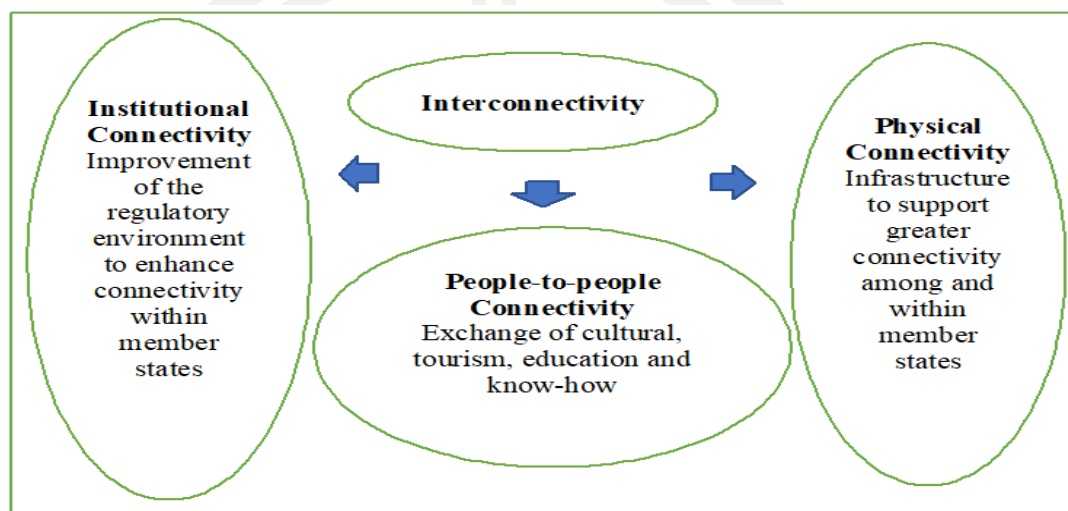 Interconnectivity
Institutional
Connectivity
Improvement
of the
regulatory
environment
to enhance
connectivity
within
member
states
People-to-people
Connectivity
Exchange of cultural,
tourism, education and
know-how
Physical
Connectivity
Infrastructure
to support
greater
connectivity
among and
within
member
states